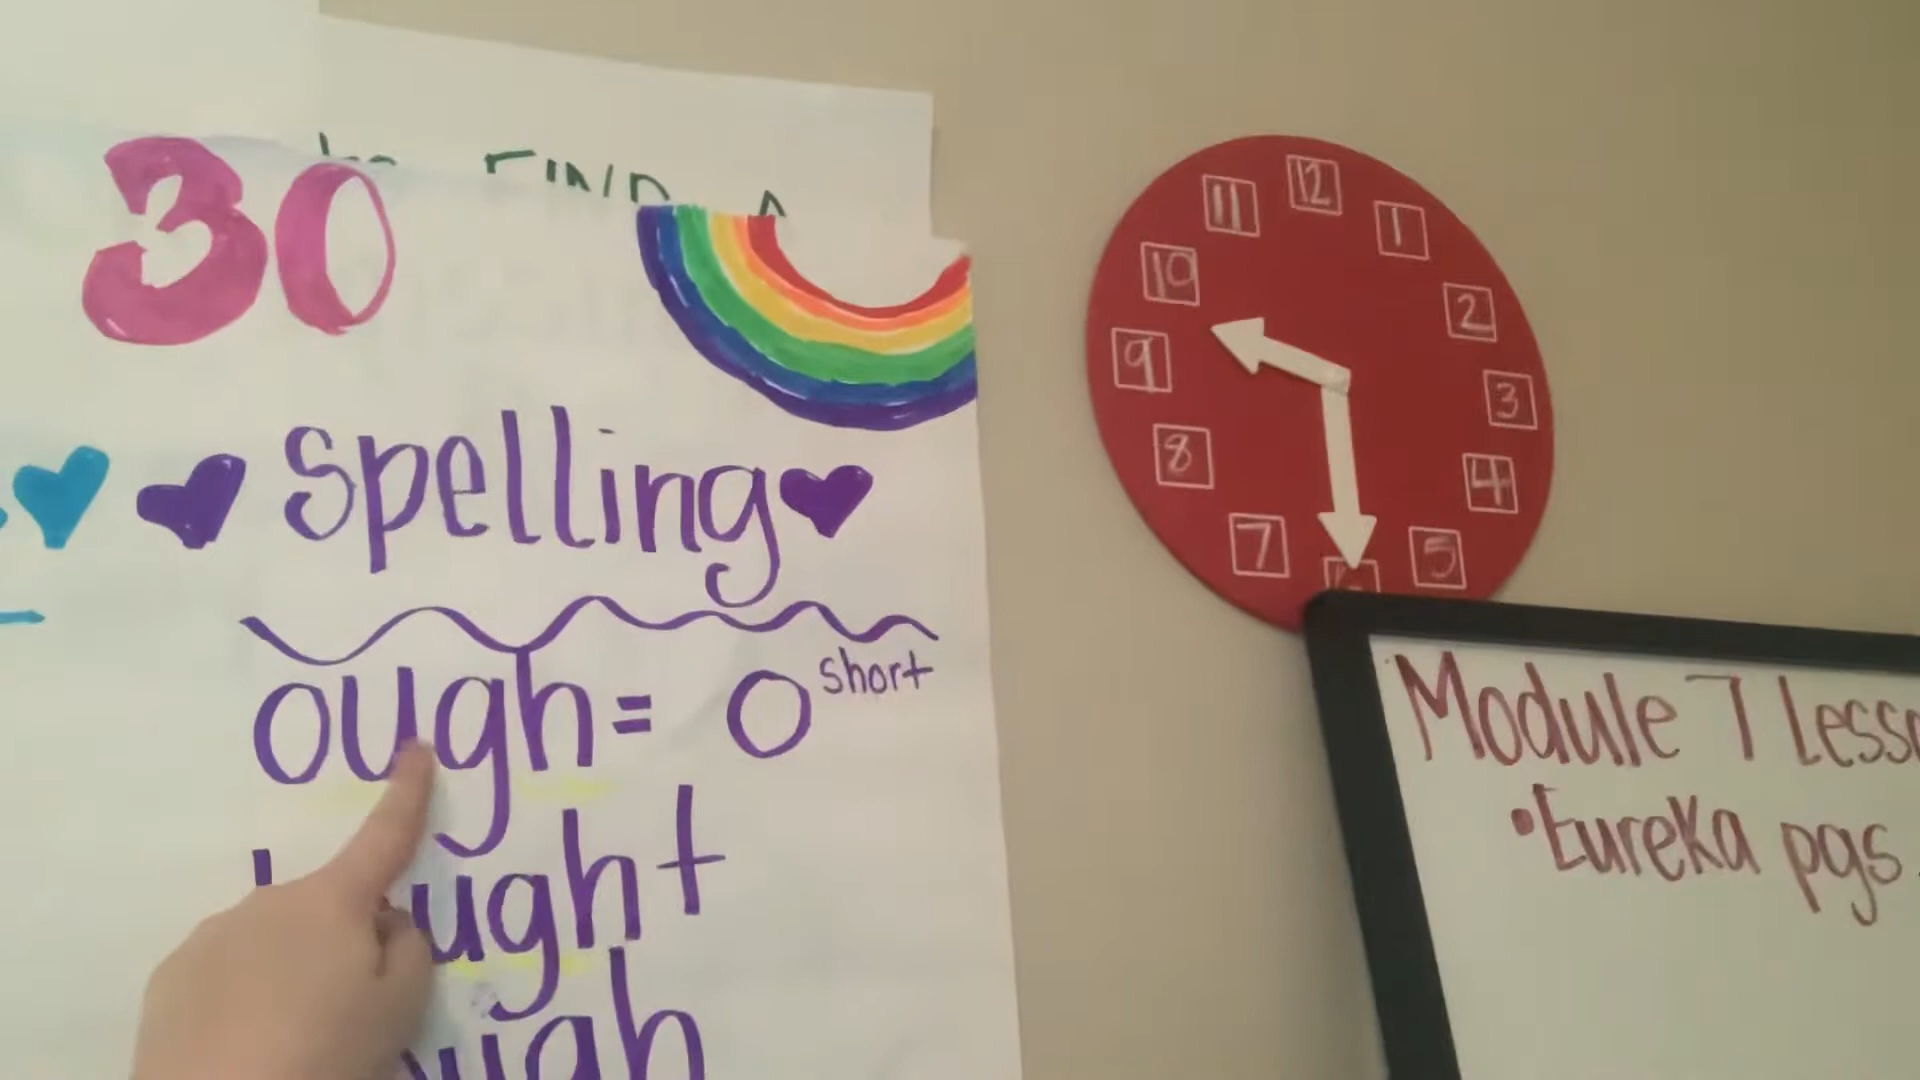 30
Spelling
ough= o short
ught
12
1
2
3
4
5
7
8
9
10
11
Module 7
• Eureka pgs.